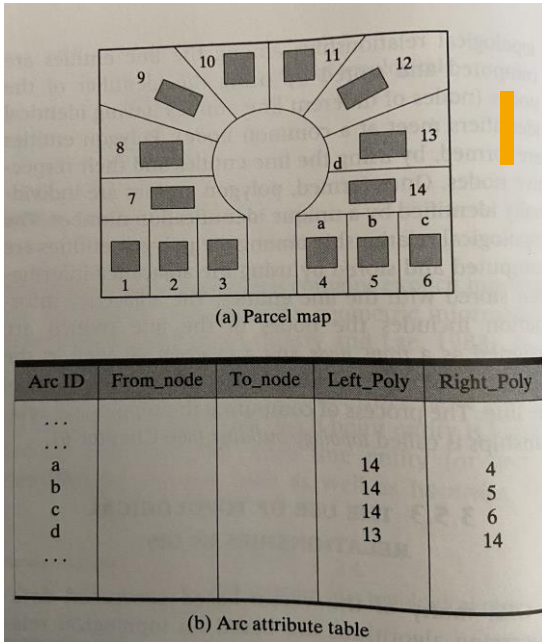 10
11
12
9
8
13
d
7
14
a b c
1 2 3 4 5 6
(a) Parcel map
Arc ID From_node To_node Left_Poly Right_Poly
...
...
a 14 4
b 14 5
c 14 6
d 13 14
...
(b) Arc attribute table